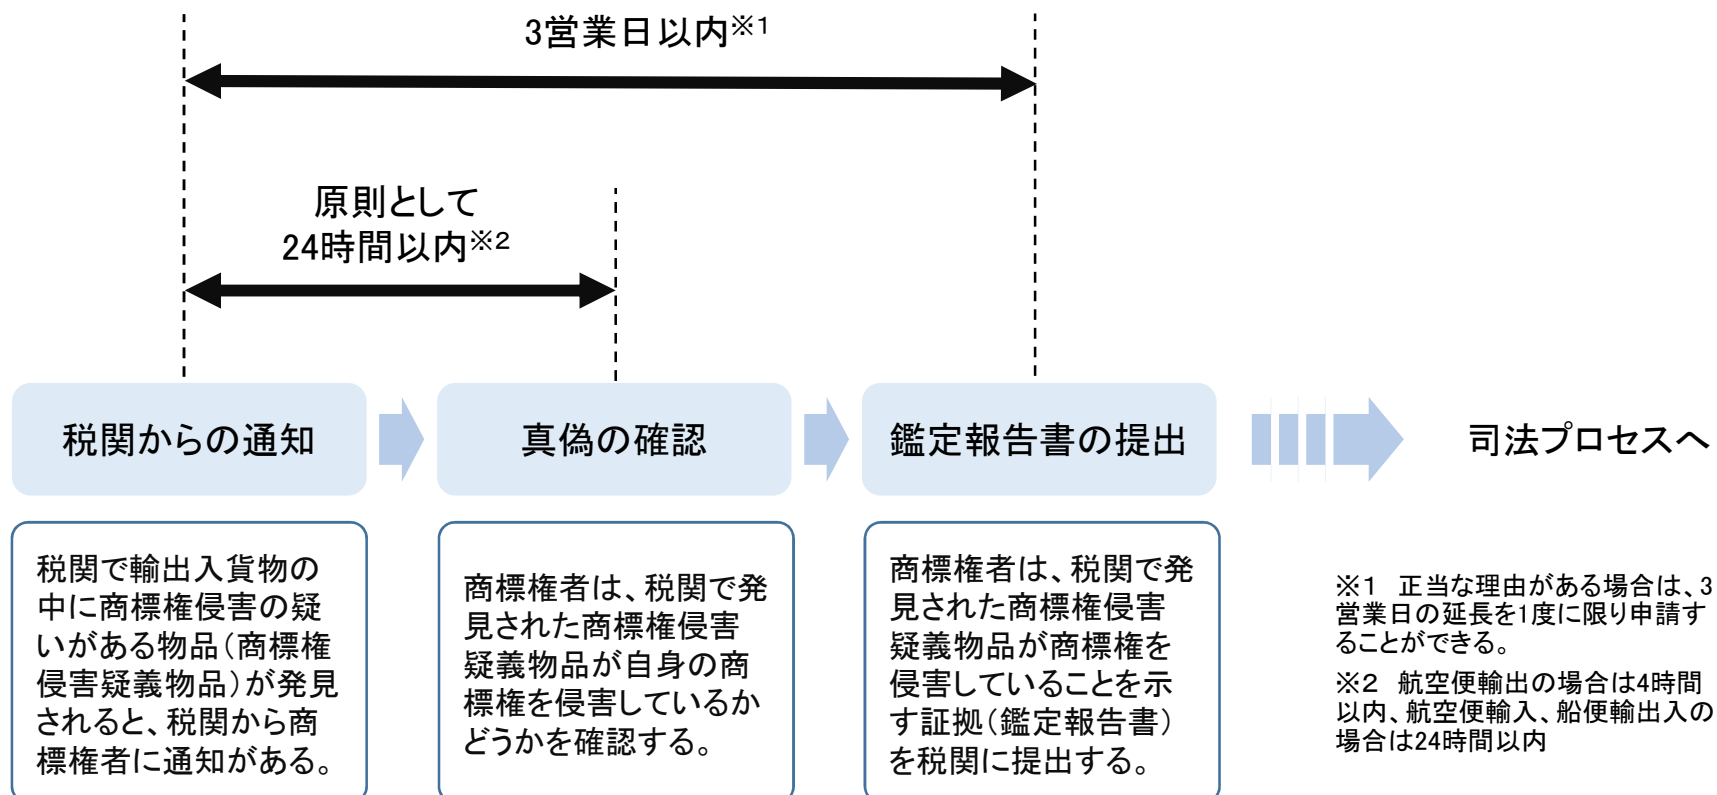 3営業日以内※1
原則として
24時間以内※2
税関からの通知
真偽の確認
鑑定報告書の提出
司法プロセスへ
税関で輸出入貨物の
中に商標権侵害の疑
いがある物品(商標権
侵害疑義物品)が発見
されると、税関から商
標権者に通知がある。
商標権者は、税関で発
見された商標権侵害
疑義物品が自身の商
標権を侵害しているか
どうかを確認する。
商標権者は、税関で発
見された商標権侵害
疑義物品が商標権を
侵害していることを示
す証拠(鑑定報告書)
を税関に提出する。
※1 正当な理由がある場合は、3
営業日の延長を1度に限り申請す
ることができる。
※2 航空便輸出の場合は4時間
以内、航空便輸入、船便輸出入の
場合は24時間以内